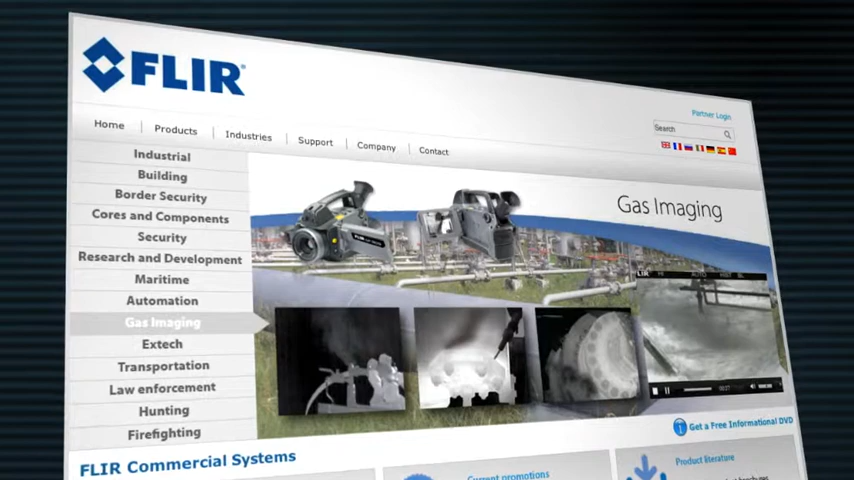 FLIR
Partner Login
Search
Home
Products
Industries
Support
Company
Contact
Industrial
Building
Border Security
Cores and Components
Security
Research and Development
Maritime
Automation
Gas Imaging
Extech
Transportation
Law enforcement
Hunting
Firefighting
Gas Imaging
Get a Free Informational DVD
FLIR Commercial Systems
Current promotions
Product literature